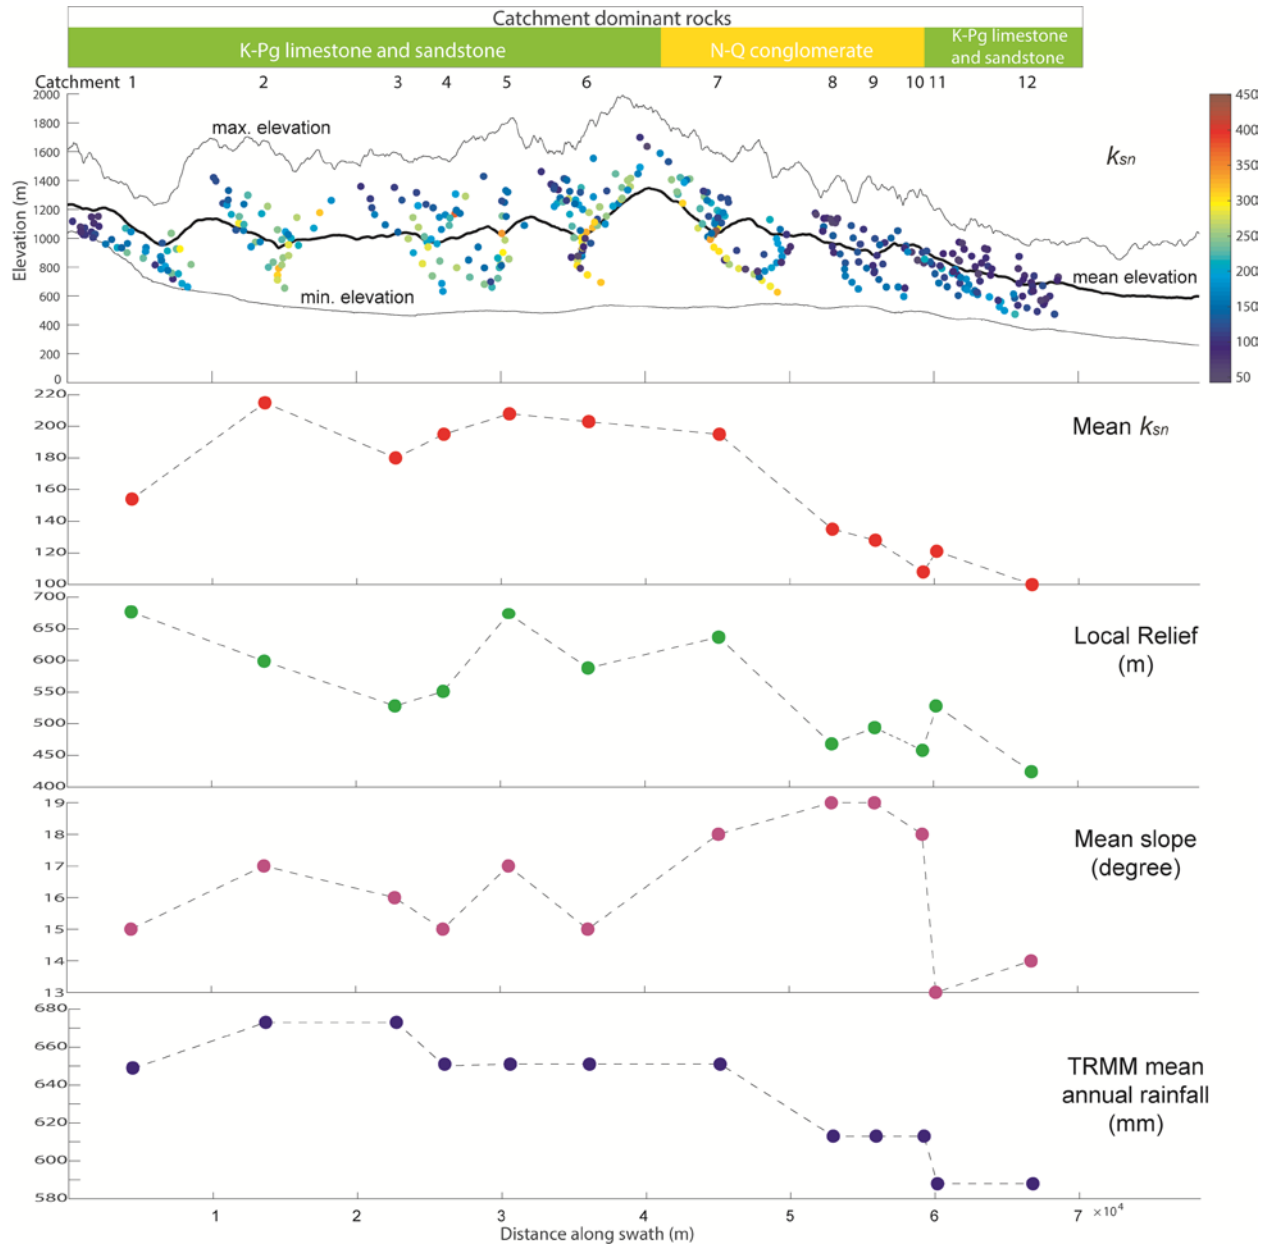 Catchment dominant rocks
K-Pg limestone and sandstone
N-Q conglomerate
K-Pg limestone
and sandstone
Catchment 1 2 3 4 5 6 7 8 9 10 11 12
2000
1800
1600
1400
1200
1000
800
600
400
200
0
Elevation (m)
max. elevation
min. elevation
mean elevation
ksn
450
400
350
300
250
200
150
100
50
220
200
180
160
140
120
100
Mean ksn
700
650
600
550
500
450
400
Local Relief
(m)
19
18
17
16
15
14
13
Mean slope
(degree)
680
660
640
620
600
580
TRMM mean
annual rainfall
(mm)
1 2 3 4 5 6 7 ×10⁴
Distance along swath (m)